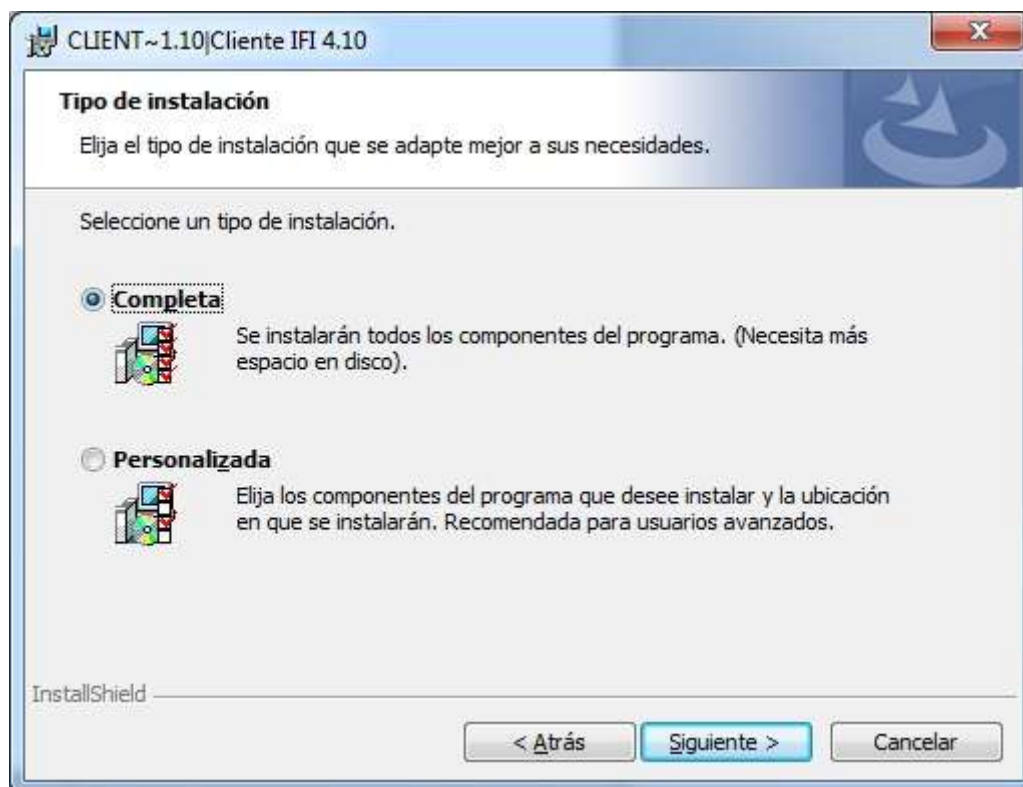 CLIENT~1.10|Cliente IFI 4.10
Tipo de instalación
Elija el tipo de instalación que se adapte mejor a sus necesidades.
Seleccione un tipo de instalación.
Completa
Se instalarán todos los componentes del programa. (Necesita más
espacio en disco).
Personalizada
Elija los componentes del programa que desee instalar y la ubicación
en que se instalarán. Recomendada para usuarios avanzados.
InstallShield
< Atrás Siguiente > Cancelar